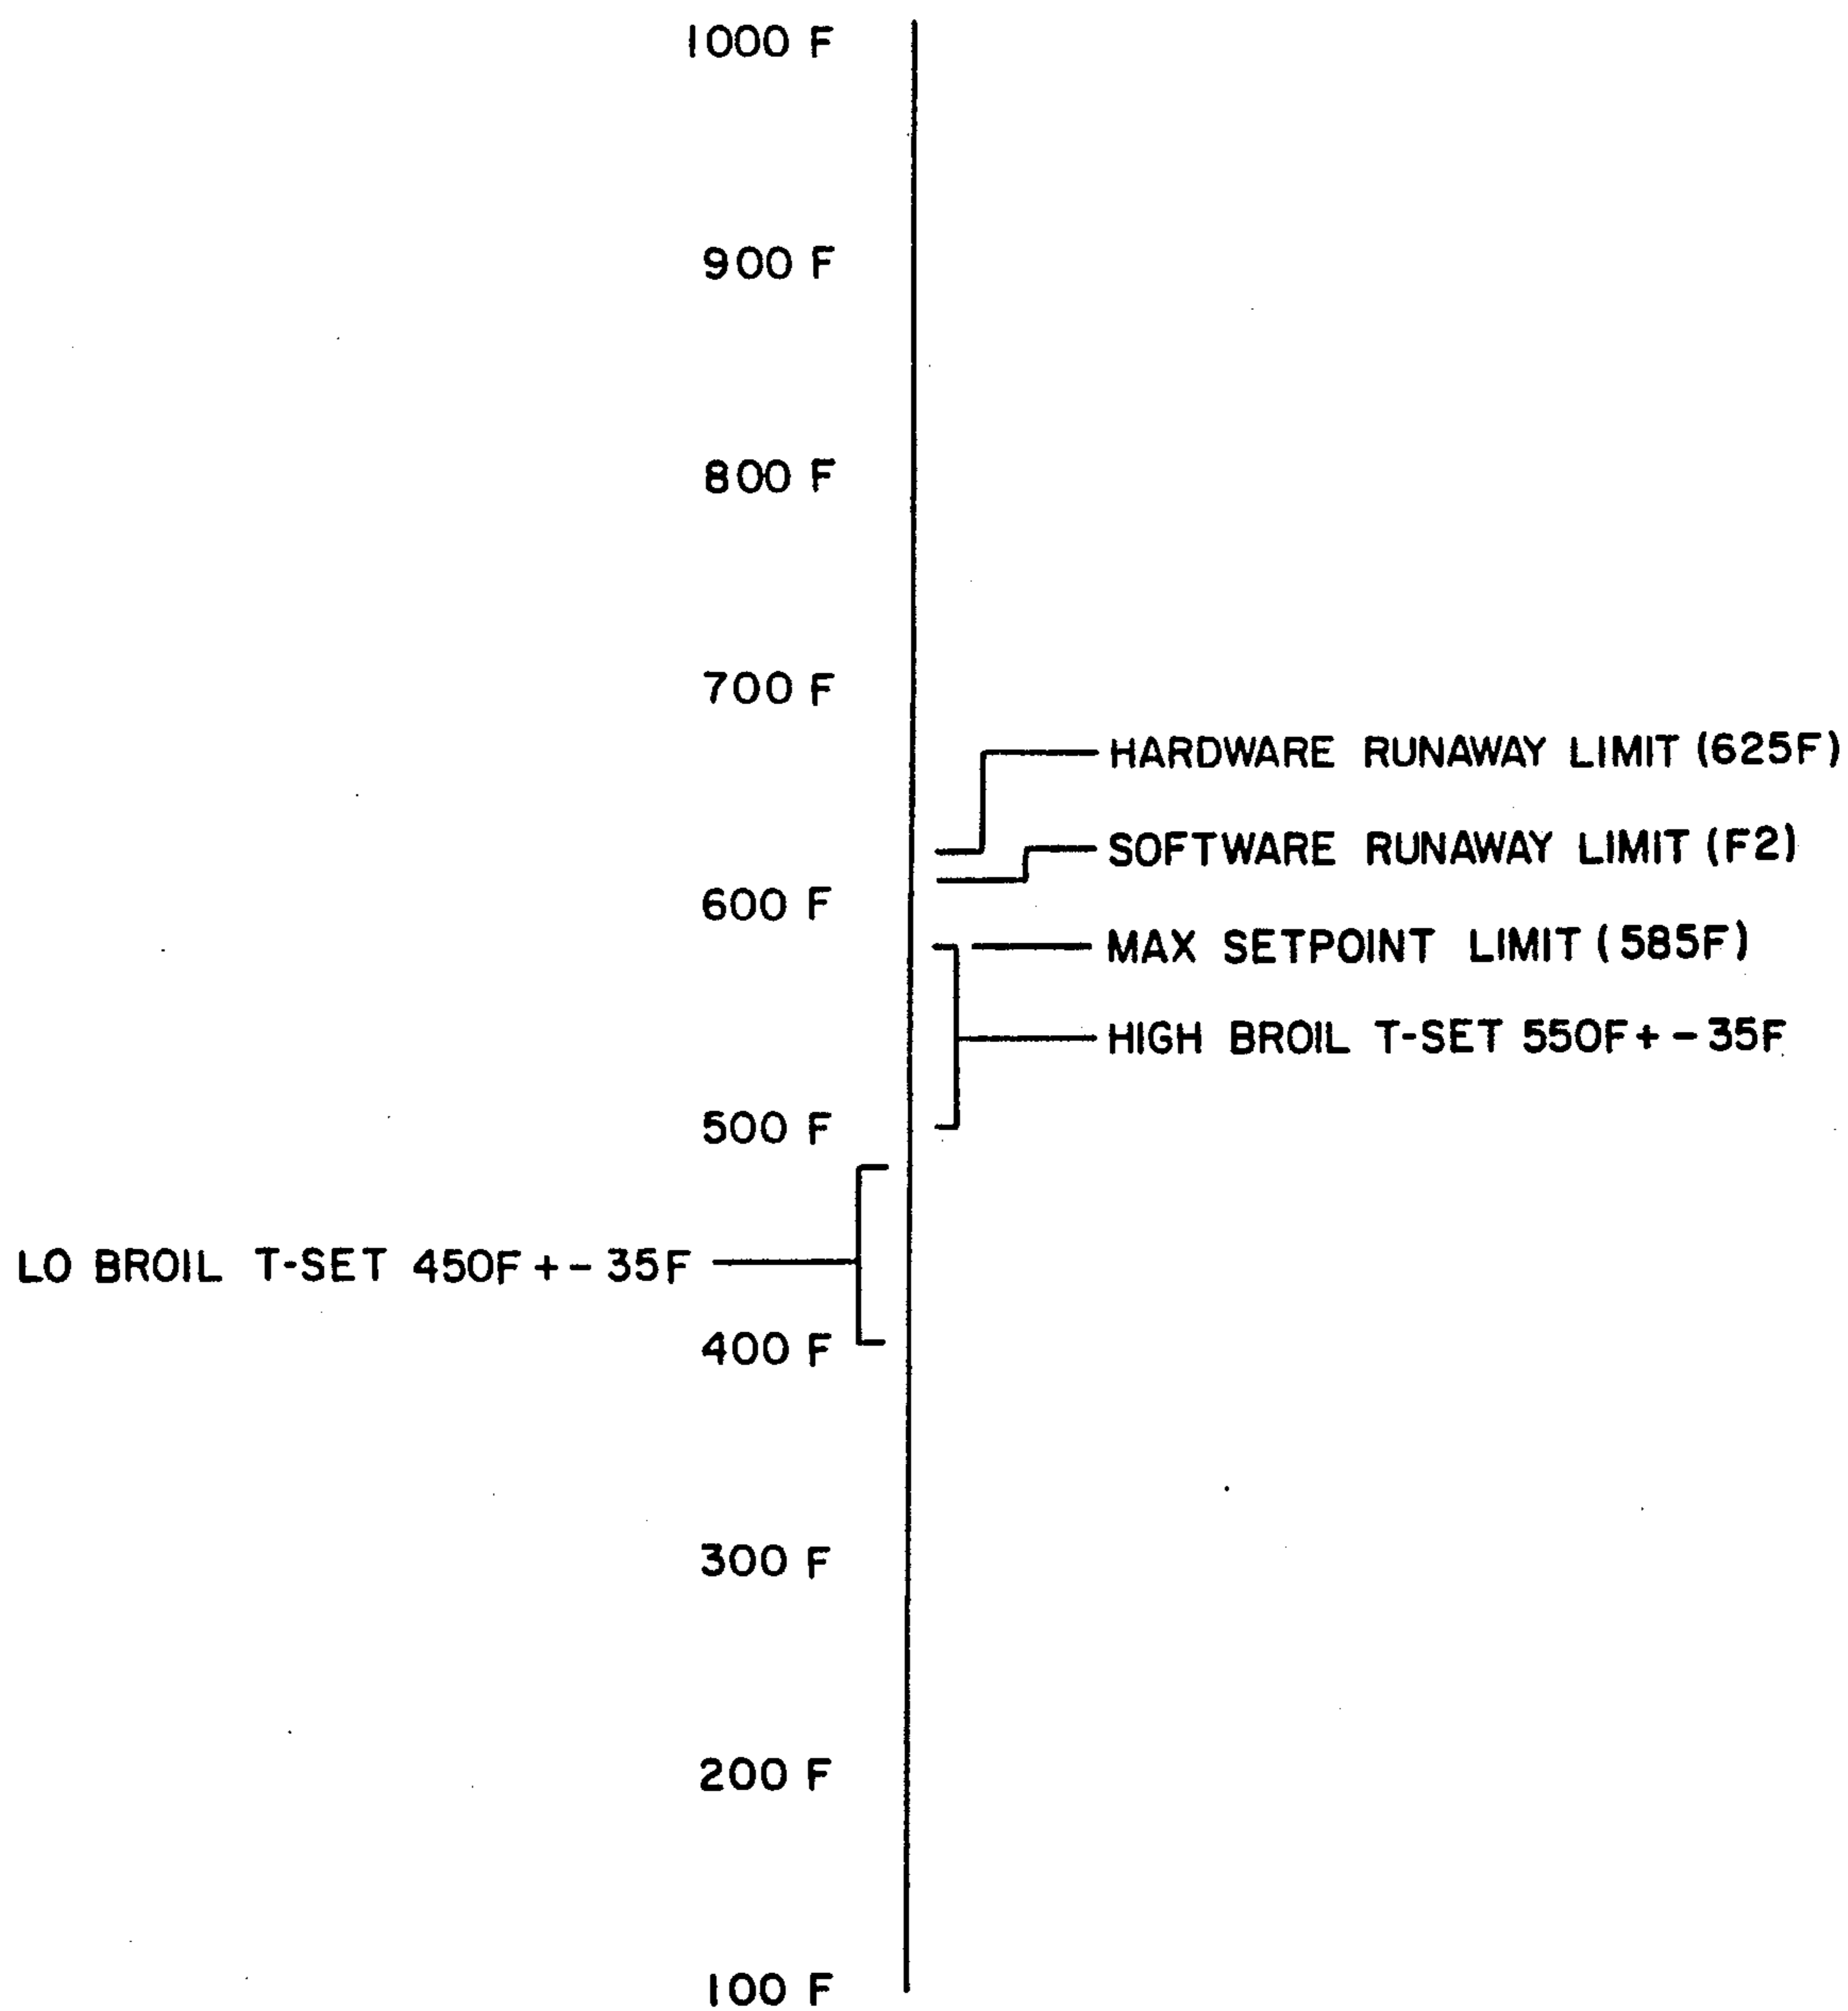 1000 F
900 F
800 F
700 F
HARDWARE RUNAWAY LIMIT (625F)
SOFTWARE RUNAWAY LIMIT (F2)
600 F
MAX SETPOINT LIMIT (585F)
HIGH BROIL T-SET 550F+-35F
500 F
LO BROIL T-SET 450F+-35F
400 F
300 F
200 F
100 F